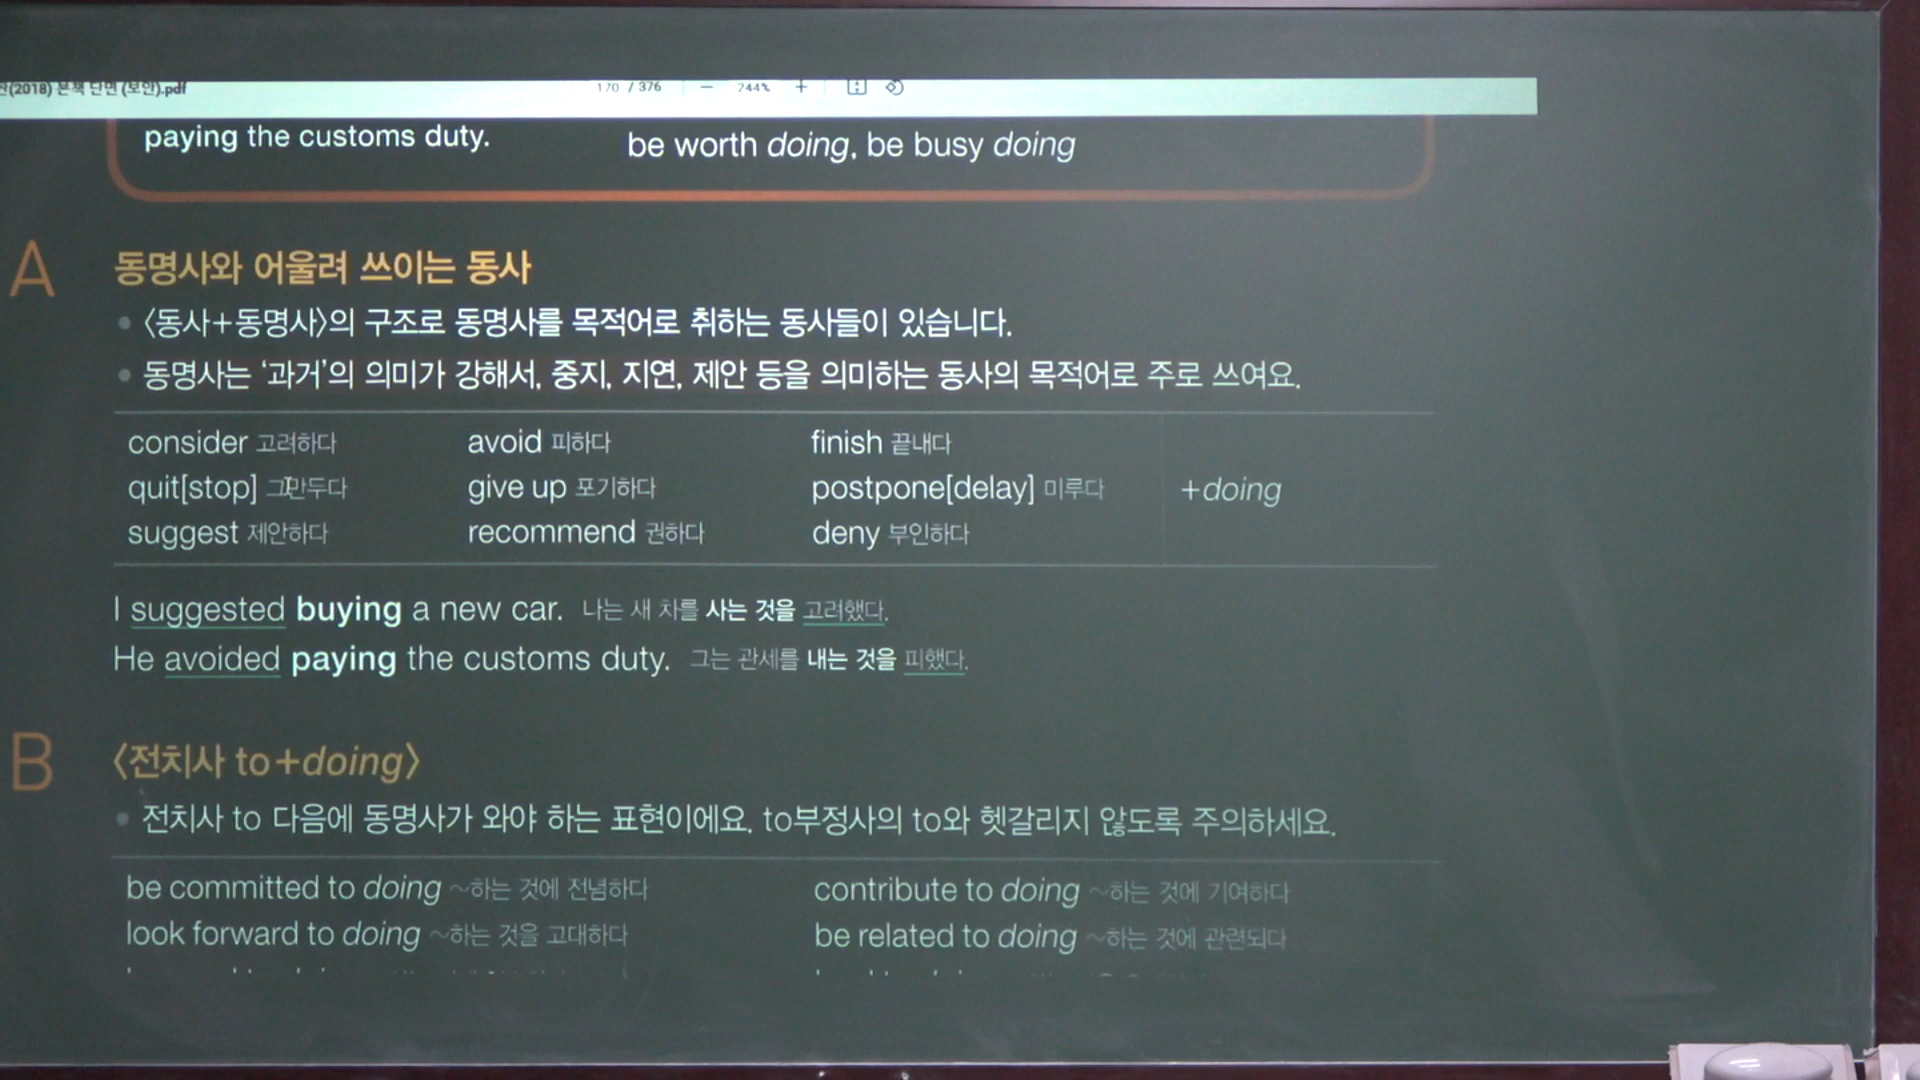 (2018) 본책 단면 (보안).pdf
170 / 376 − 244% +
paying the customs duty.
be worth doing, be busy doing
A 동명사와 어울려 쓰이는 동사
• 〈동사+동명사〉의 구조로 동명사를 목적어로 취하는 동사들이 있습니다.
• 동명사는 ‘과거’의 의미가 강해서, 중지, 지연, 제안 등을 의미하는 동사의 목적어로 주로 쓰여요.
consider 고려하다 avoid 피하다 finish 끝내다
quit[stop] 그만두다 give up 포기하다 postpone[delay] 미루다 +doing
suggest 제안하다 recommend 권하다 deny 부인하다
I suggested buying a new car. 나는 새 차를 사는 것을 고려했다.
He avoided paying the customs duty. 그는 관세를 내는 것을 피했다.
B 〈전치사 to+doing〉
• 전치사 to 다음에 동명사가 와야 하는 표현이에요. to부정사의 to와 헷갈리지 않도록 주의하세요.
be committed to doing ~하는 것에 전념하다 contribute to doing ~하는 것에 기여하다
look forward to doing ~하는 것을 고대하다 be related to doing ~하는 것에 관련되다